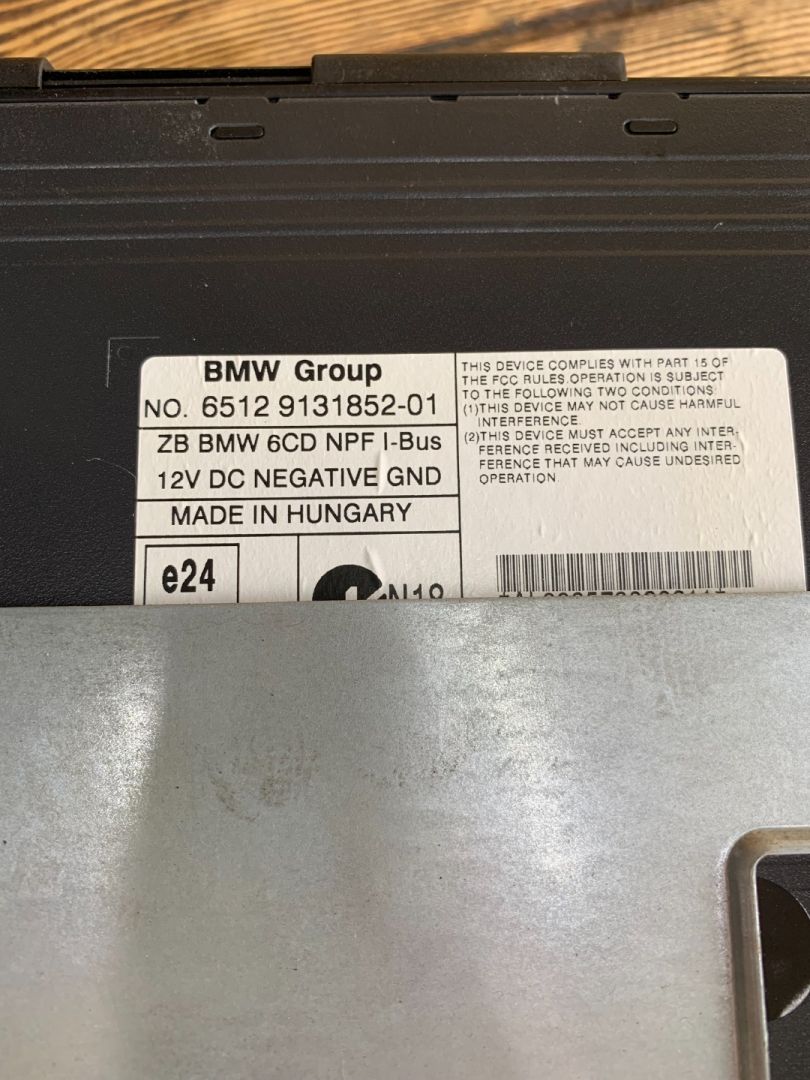 BMW Group
NO. 6512 9131852-01
ZB BMW 6CD NPF I-Bus
12V DC NEGATIVE GND
MADE IN HUNGARY
e24
N19
THIS DEVICE COMPLIES WITH PART 15 OF
THE FCC RULES.OPERATION IS SUBJECT
TO THE FOLLOWING TWO CONDITIONS:
(1)THIS DEVICE MAY NOT CAUSE HARMFUL
INTERFERENCE.
(2)THIS DEVICE MUST ACCEPT ANY INTER-
FERENCE RECEIVED INCLUDING INTER-
FERENCE THAT MAY CAUSE UNDESIRED
OPERATION